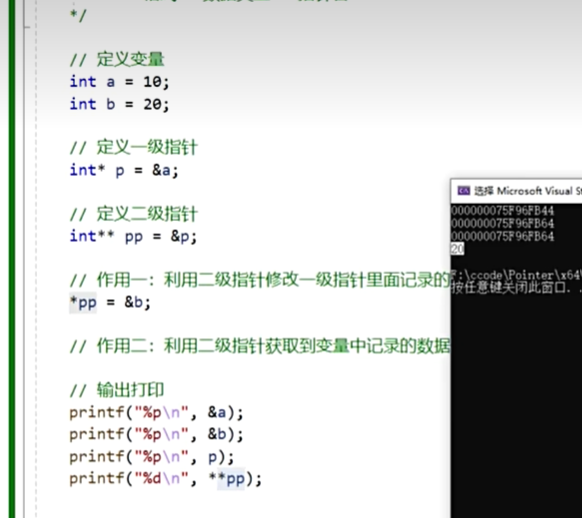 */
// 定义变量
int a = 10;
int b = 20;
// 定义一级指针
int* p = &a;
// 定义二级指针
int** pp = &p;
// 作用一：利用二级指针修改一级指针里面记录的
*pp = &b;
// 作用二：利用二级指针获取到变量中记录的数据
// 输出打印
printf("%p\n", &a);
printf("%p\n", &b);
printf("%p\n", p);
printf("%d\n", **pp);
选择 Microsoft Visual St
000000075F96FB44
000000075F96FB64
000000075F96FB64
20
F:\ccode\Pointer\x64\
按任意键关闭此窗口. .